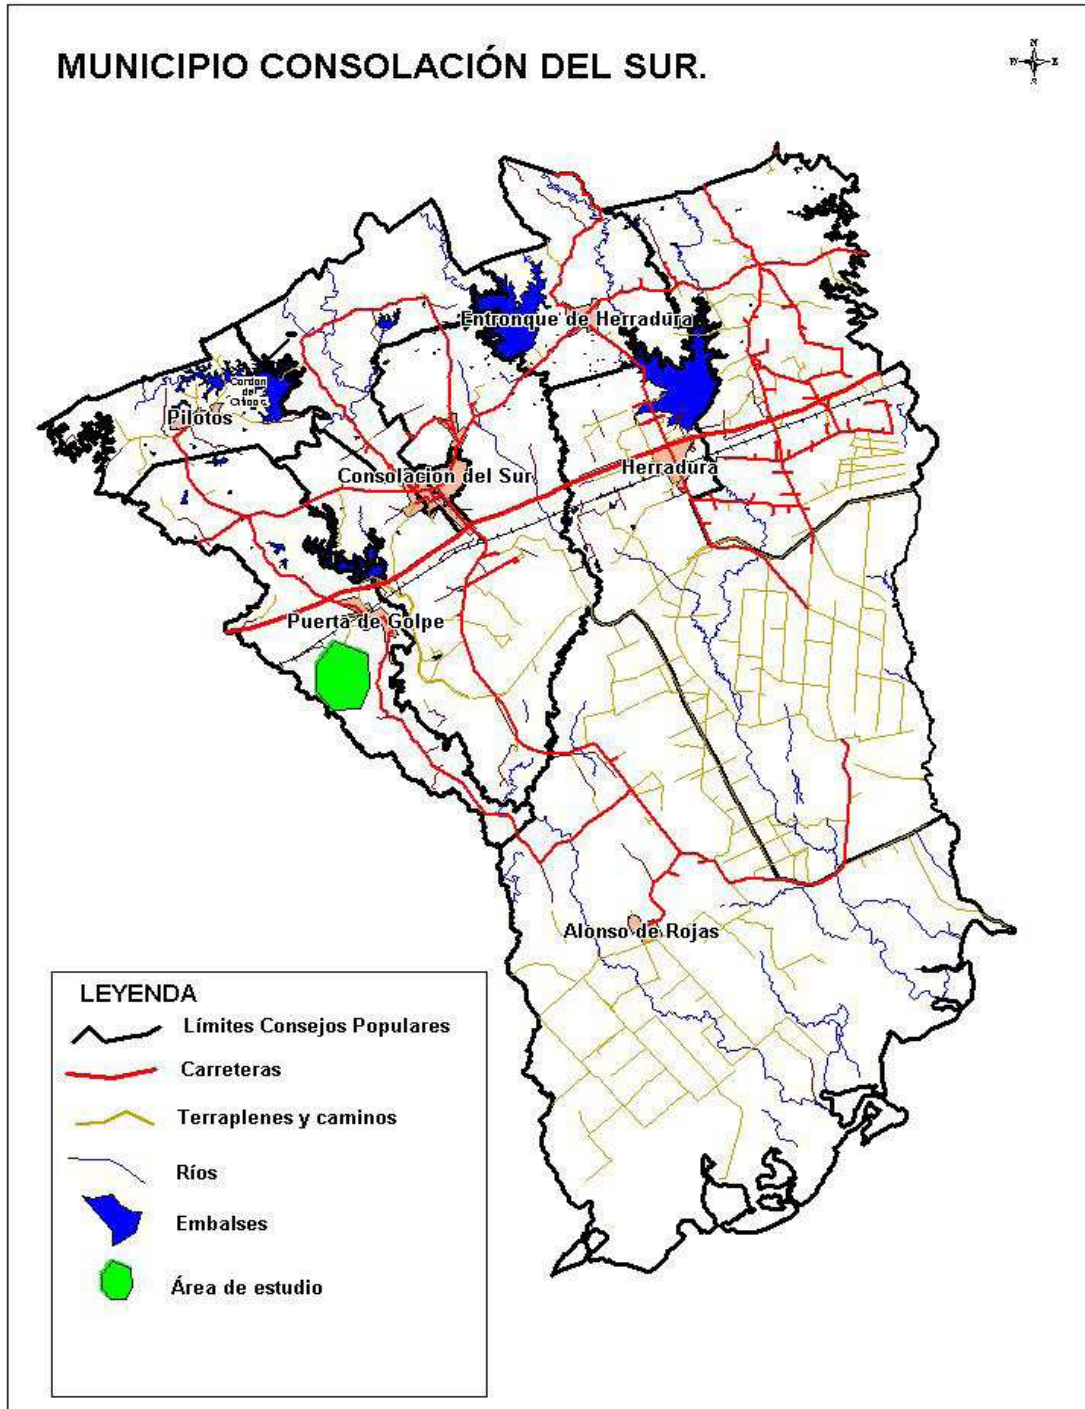 MUNICIPIO CONSOLACIÓN DEL SUR.
N
W
E
S
Entronque de Herradura
Pilotos
Consolacion del Sur
Herradura
Puerta de Golpe
Alonso de Rojas
LEYENDA
Límites Consejos Populares
Carreteras
Terraplenes y caminos
Ríos
Embalses
Área de estudio